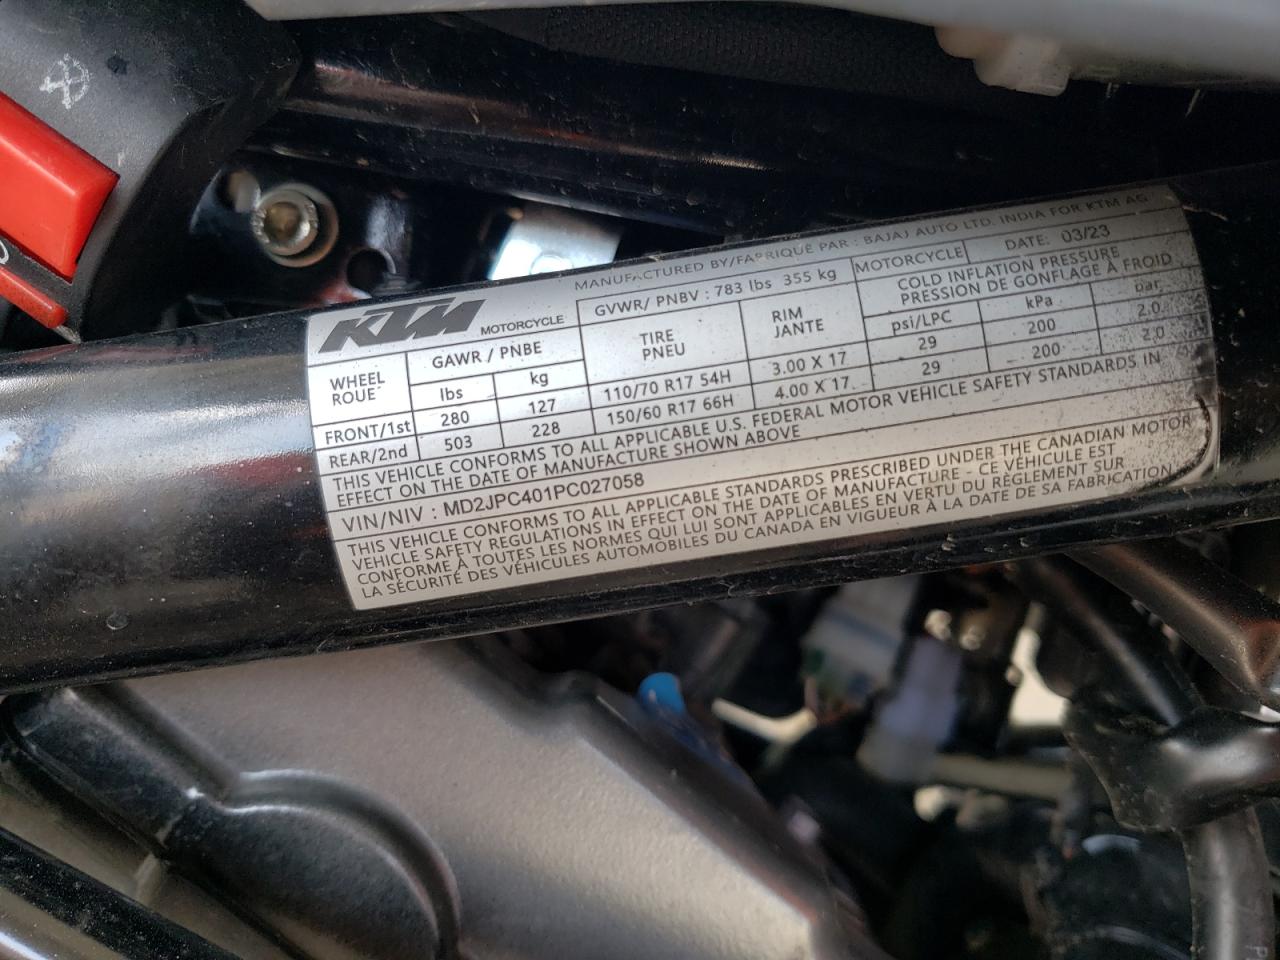 MANUFACTURED BY/FABRIQUÉ PAR : BAJAJ AUTO LTD. INDIA FOR KTM AG
KTM MOTORCYCLE
GVWR/ PNBV : 783 lbs 355 kg
MOTORCYCLE
DATE: 03/23
WHEEL
ROUE
GAWR / PNBE
TIRE
PNEU
RIM
JANTE
COLD INFLATION PRESSURE
PRESSION DE GONFLAGE À FROID
lbs kg psi/LPC kPa bar
FRONT/1st 280 127 110/70 R17 54H 3.00 X 17 29 200 2.0
REAR/2nd 503 228 150/60 R17 66H 4.00 X 17 29 200 2.0
THIS VEHICLE CONFORMS TO ALL APPLICABLE U.S. FEDERAL MOTOR VEHICLE SAFETY STANDARDS IN
EFFECT ON THE DATE OF MANUFACTURE SHOWN ABOVE
VIN/NIV : MD2JPC401PC027058
THIS VEHICLE CONFORMS TO ALL APPLICABLE STANDARDS PRESCRIBED UNDER THE CANADIAN MOTOR
VEHICLE SAFETY REGULATIONS IN EFFECT ON THE DATE OF MANUFACTURE - CE VÉHICULE EST
CONFORME À TOUTES LES NORMES QUI LUI SONT APPLICABLES EN VERTU DU RÈGLEMENT SUR
LA SÉCURITÉ DES VÉHICULES AUTOMOBILES DU CANADA EN VIGUEUR À LA DATE DE SA FABRICATION